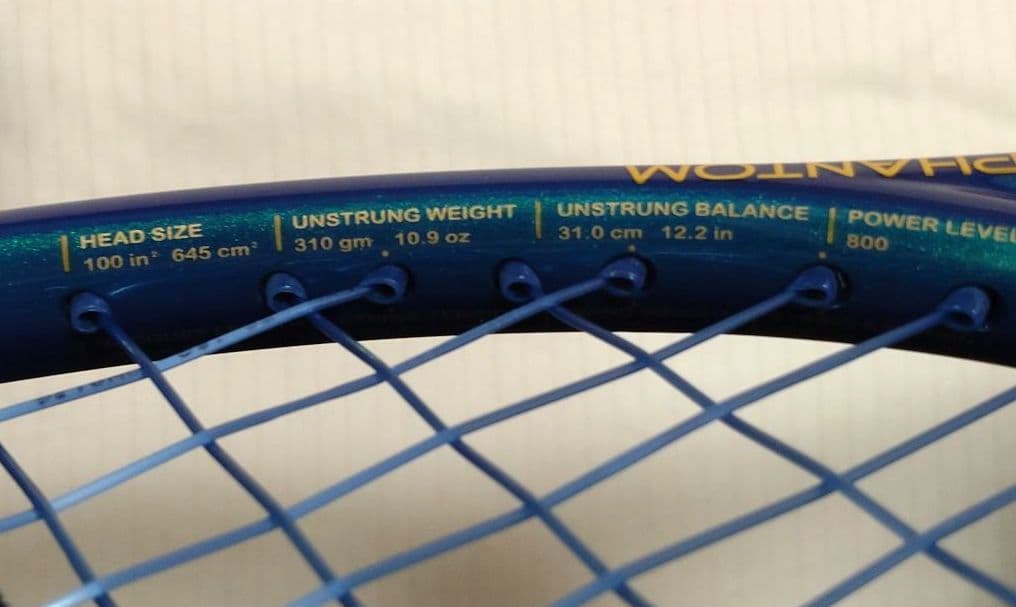 PHANTOM
HEAD SIZE
100 in² 645 cm²
UNSTRUNG WEIGHT
310 gm 10.9 oz
UNSTRUNG BALANCE
31.0 cm 12.2 in
POWER LEVEL
800